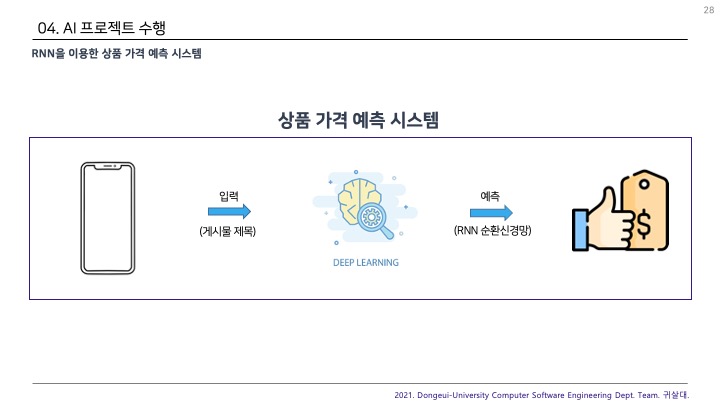 28
04. AI 프로젝트 수행
RNN을 이용한 상품 가격 예측 시스템
상품 가격 예측 시스템
입력
(게시물 제목)
DEEP LEARNING
예측
(RNN 순환신경망)
$
2021. Dongeui-University Computer Software Engineering Dept. Team. 귀살대.